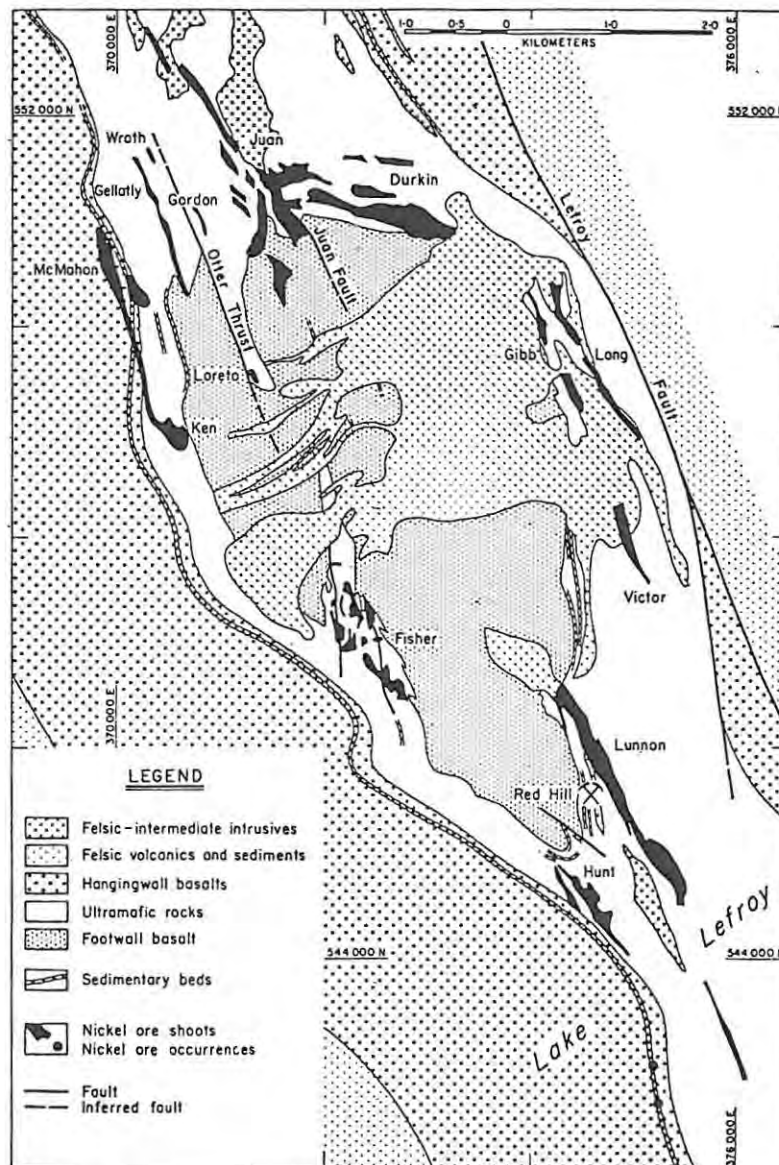 370 000 E
1·0 0·5 0 1 2·0
KILOMETERS
376 000 E
552 000 N
552 000 N
Wroth
Juan
Gellatly
Gordon
Durkin
Lefroy
McMahon
Otter Thrust
Juan Fault
Gibb
Long
Fault
Loreto
Ken
Victor
Fisher
370 000 E
Lunnon
Red Hill
Hunt
Lefroy
544 000 N
544 000 N
Lake
376 000 E
LEGEND
Felsic-intermediate intrusives
Felsic volcanics and sediments
Hangingwall basalts
Ultramafic rocks
Footwall basalt
Sedimentary beds
Nickel ore shoots
Nickel ore occurrences
Fault
Inferred fault